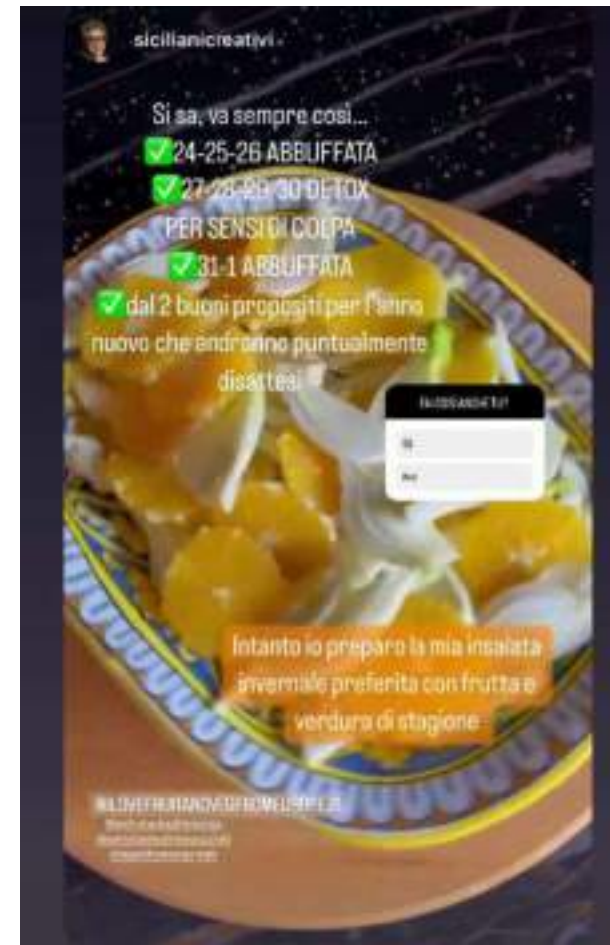 sicilianicreativi
Si sa, va sempre così...
✅24-25-26 ABBUFFATA
✅27-28-29-30 DETOX
PER SENSI DI COLPA
✅31-1 ABBUFFATA
✅dal 2 buoni propositi per l'anno
nuovo che andranno puntualmente
disattesi
Intanto io preparo la mia insalata
invernale preferita con frutta e
verdura di stagione